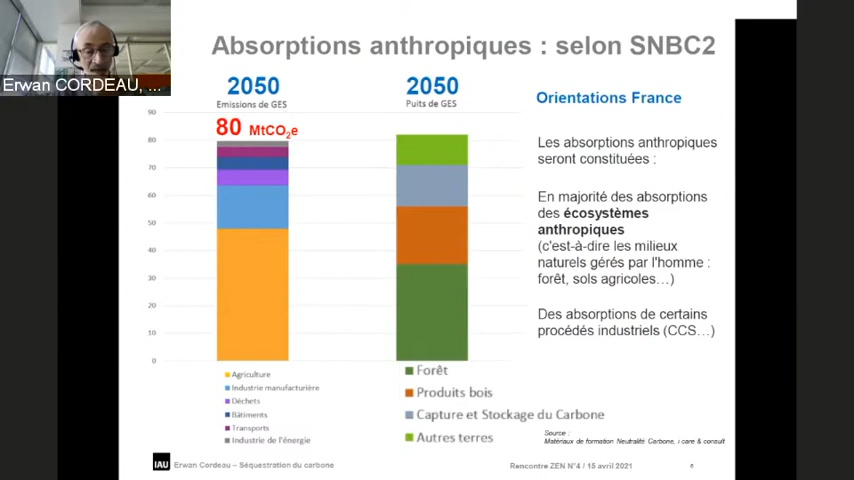 Erwan CORDEAU, ...
Absorptions anthropiques : selon SNBC2
2050
Emissions de GES
80 MtCO₂e
2050
Puits de GES
90
80
70
60
50
40
30
20
10
0
Agriculture
Industrie manufacturière
Déchets
Bâtiments
Transports
Industrie de l'énergie
Forêt
Produits bois
Capture et Stockage du Carbone
Autres terres
Orientations France
Les absorptions anthropiques
seront constituées :
En majorité des absorptions
des écosystèmes
anthropiques
(c'est-à-dire les milieux
naturels gérés par l'homme :
forêt, sols agricoles...)
Des absorptions de certains
procédés industriels (CCS...)
Source :
Matériaux de formation Neutralité Carbone, i care & consult
IAU
Erwan Cordeau – Séquestration du carbone
Rencontre ZEN N°4 / 15 avril 2021
6